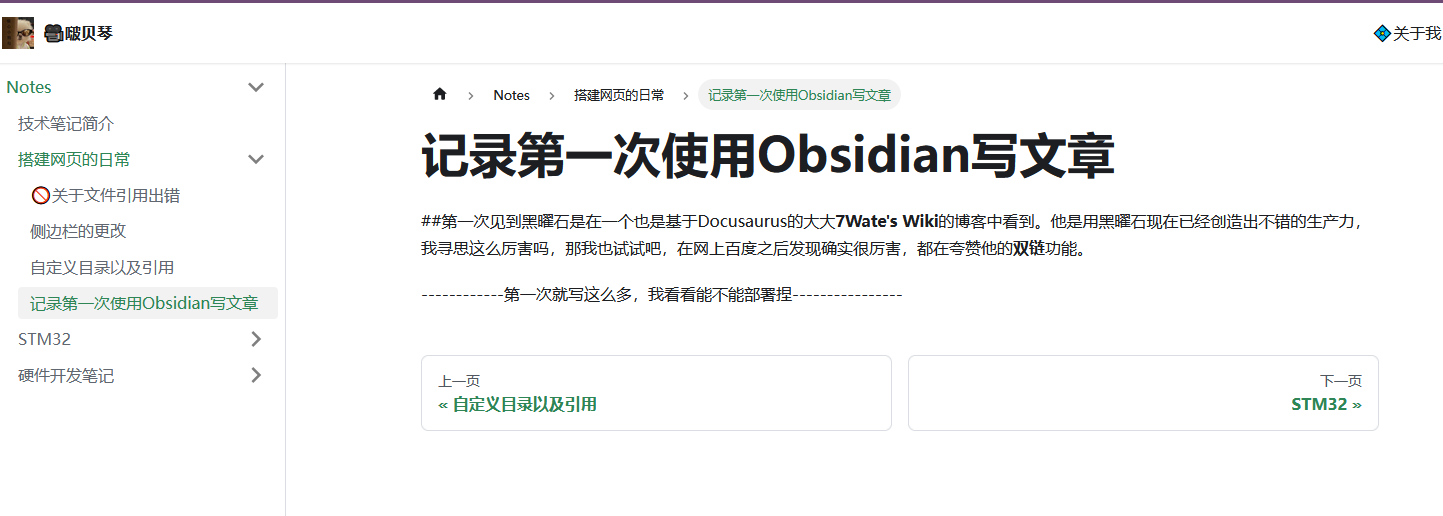 🎥啵贝琴
💠关于我
Notes
技术笔记简介
搭建网页的日常
🚫关于文件引用出错
侧边栏的更改
自定义目录以及引用
记录第一次使用Obsidian写文章
STM32
硬件开发笔记
Notes
搭建网页的日常
记录第一次使用Obsidian写文章
记录第一次使用Obsidian写文章
##第一次见到黑曜石是在一个也是基于Docusaurus的大大7Wate's Wiki的博客中看到。他是用黑曜石现在已经创造出不错的生产力，
我寻思这么厉害吗，那我也试试吧，在网上百度之后发现确实很厉害，都在夸赞他的双链功能。
------------第一次就写这么多，我看看能不能部署捏----------------
上一页
« 自定义目录以及引用
下一页
STM32 »